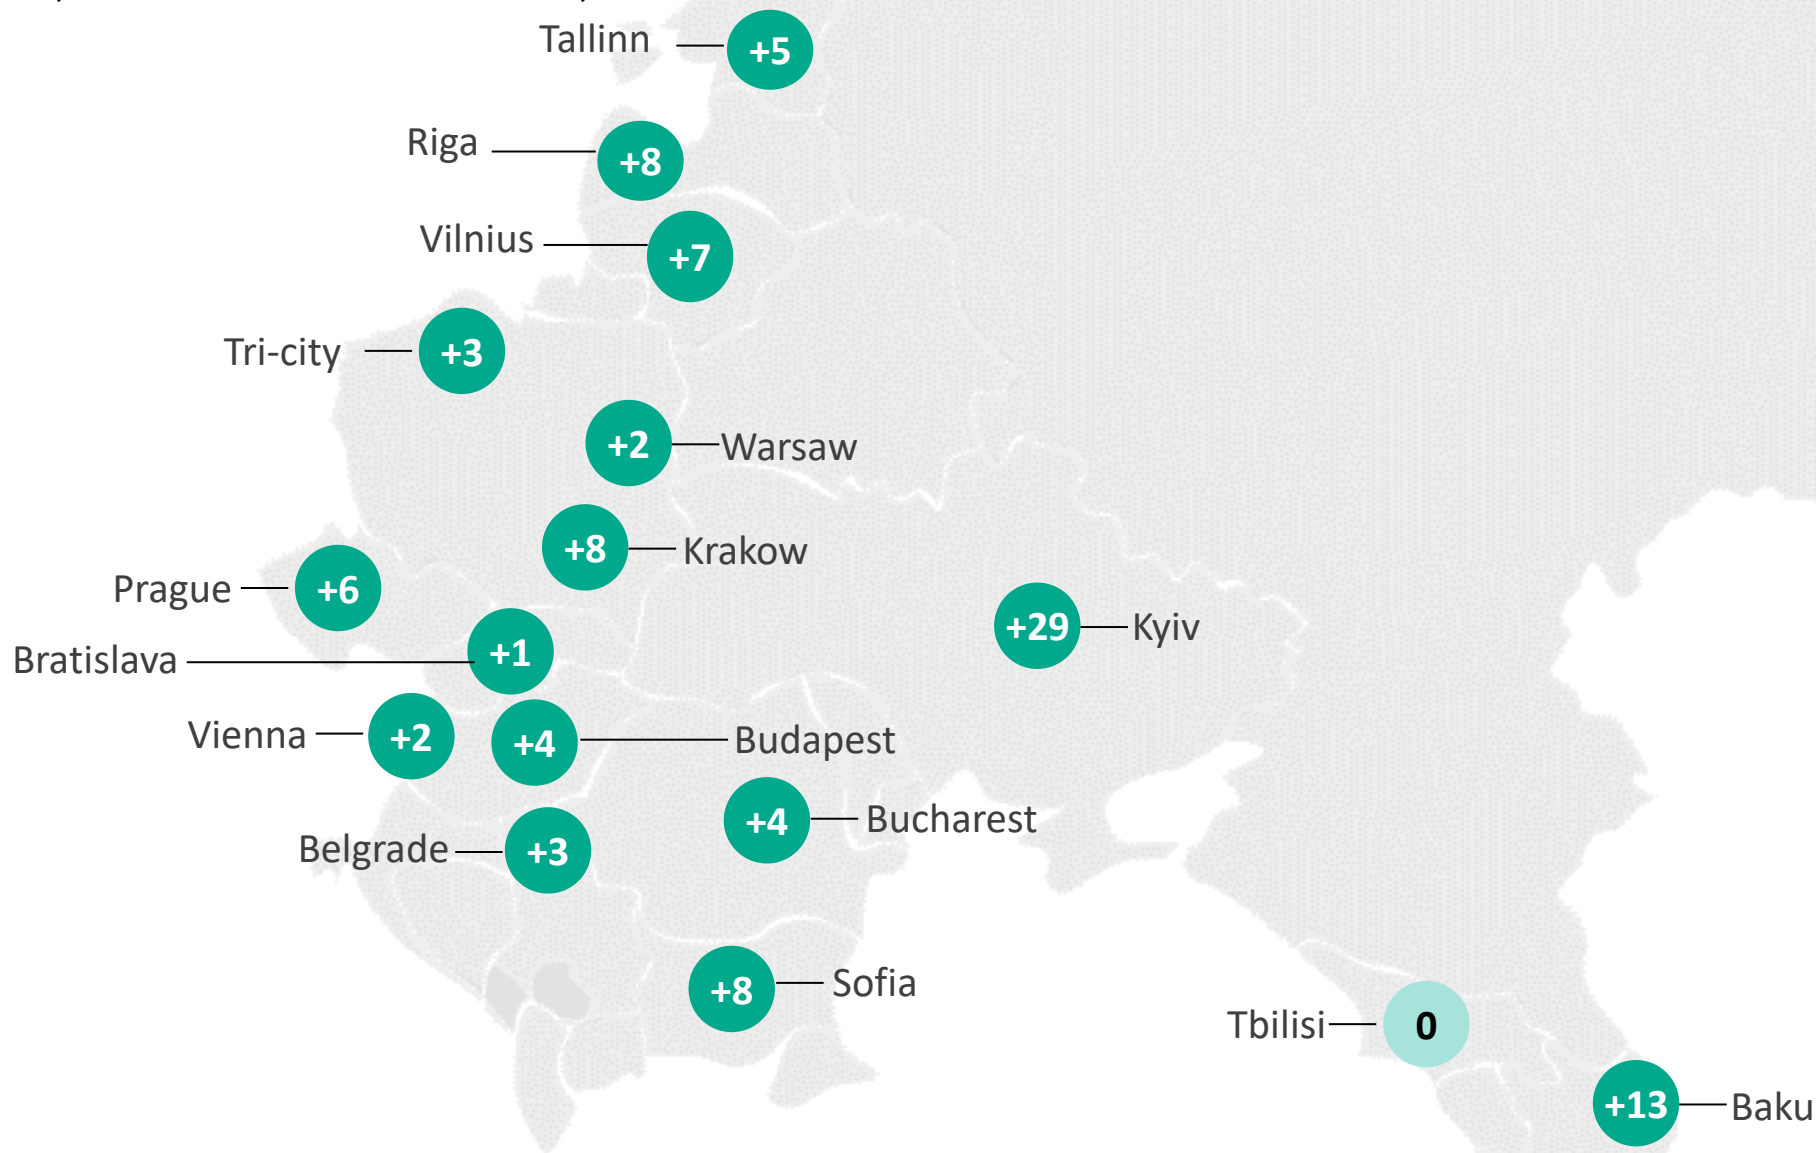 Tallinn
+5
Riga
+8
Vilnius
+7
Tri-city
+3
+2
Warsaw
+8
Krakow
Prague
+6
+29
Kyiv
Bratislava
+1
Vienna
+2
+4
Budapest
+4
Bucharest
Belgrade
+3
+8
Sofia
Tbilisi
0
+13
Baku